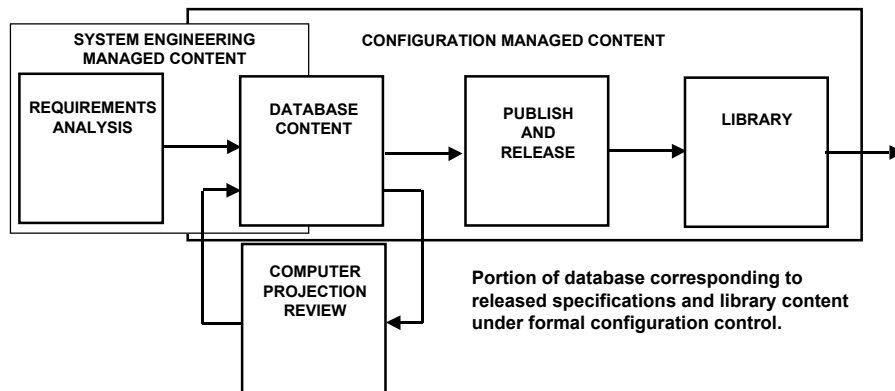 SYSTEM ENGINEERING
MANAGED CONTENT
CONFIGURATION MANAGED CONTENT
REQUIREMENTS
ANALYSIS
DATABASE
CONTENT
PUBLISH
AND
RELEASE
LIBRARY
COMPUTER
PROJECTION
REVIEW
Portion of database corresponding to
released specifications and library content
under formal configuration control.